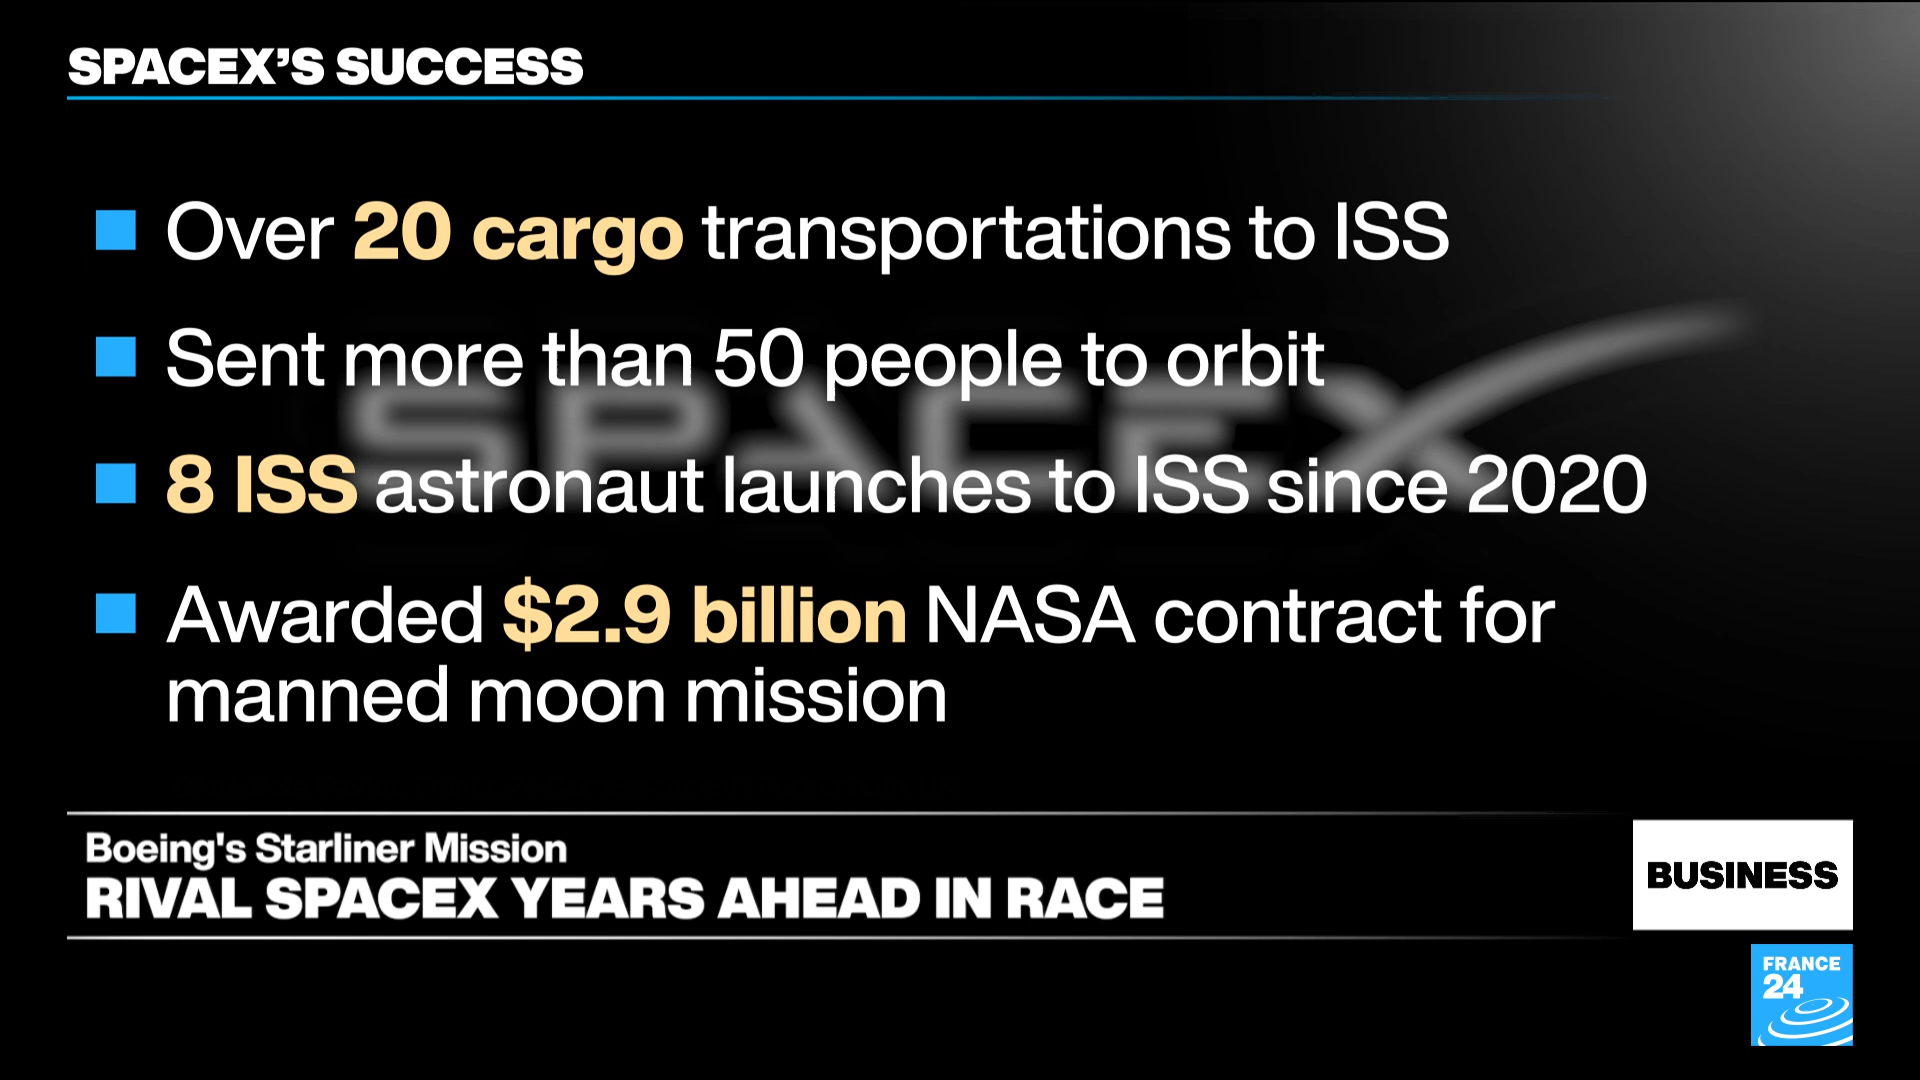 SPACEX'S SUCCESS
Over 20 cargo transportations to ISS
Sent more than 50 people to orbit
SPACEX
8 ISS astronaut launches to ISS since 2020
Awarded $2.9 billion NASA contract for
manned moon mission
Boeing's Starliner Mission
RIVAL SPACEX YEARS AHEAD IN RACE
BUSINESS
FRANCE
24